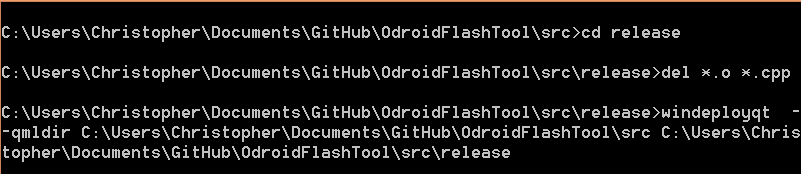 C:\Users\Christopher\Documents\GitHub\OdroidFlashTool\src>cd release
C:\Users\Christopher\Documents\GitHub\OdroidFlashTool\src\release>del *.o *.cpp
C:\Users\Christopher\Documents\GitHub\OdroidFlashTool\src\release>windeployqt  -
-qmldir C:\Users\Christopher\Documents\GitHub\OdroidFlashTool\src C:\Users\Chris
topher\Documents\GitHub\OdroidFlashTool\src\release